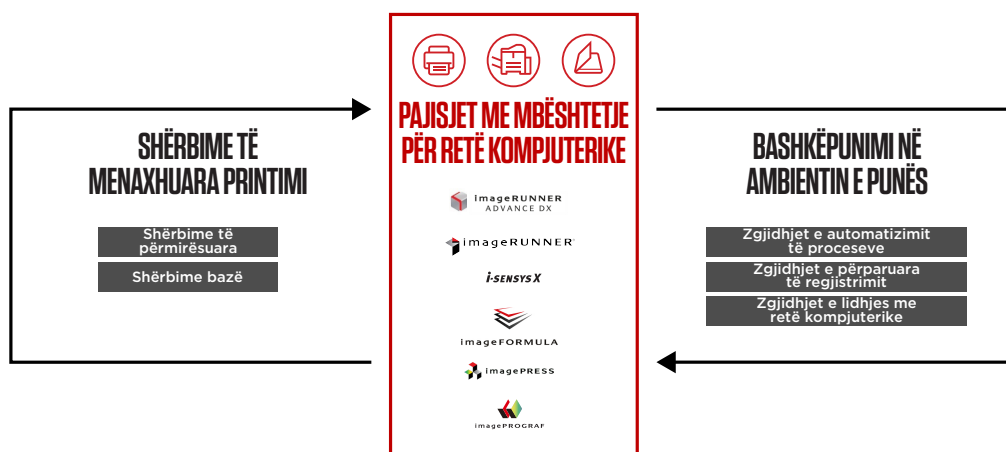 SHËRBIME TË
MENAXHUARA PRINTIMI
Shërbime të
përmirësuara
Shërbime bazë
PAJISJET ME MBËSHTETJE
PËR RETË KOMPJUTERIKE
imageRUNNER
ADVANCE DX
imageRUNNER
i-SENSYS X
imageFORMULA
imagePRESS
imagePROGRAF
BASHKËPUNIMI NË
AMBIENTIN E PUNËS
Zgjidhjet e automatizimit
të proceseve
Zgjidhjet e përparuara
të regjistrimit
Zgjidhjet e lidhjes me
retë kompjuterike